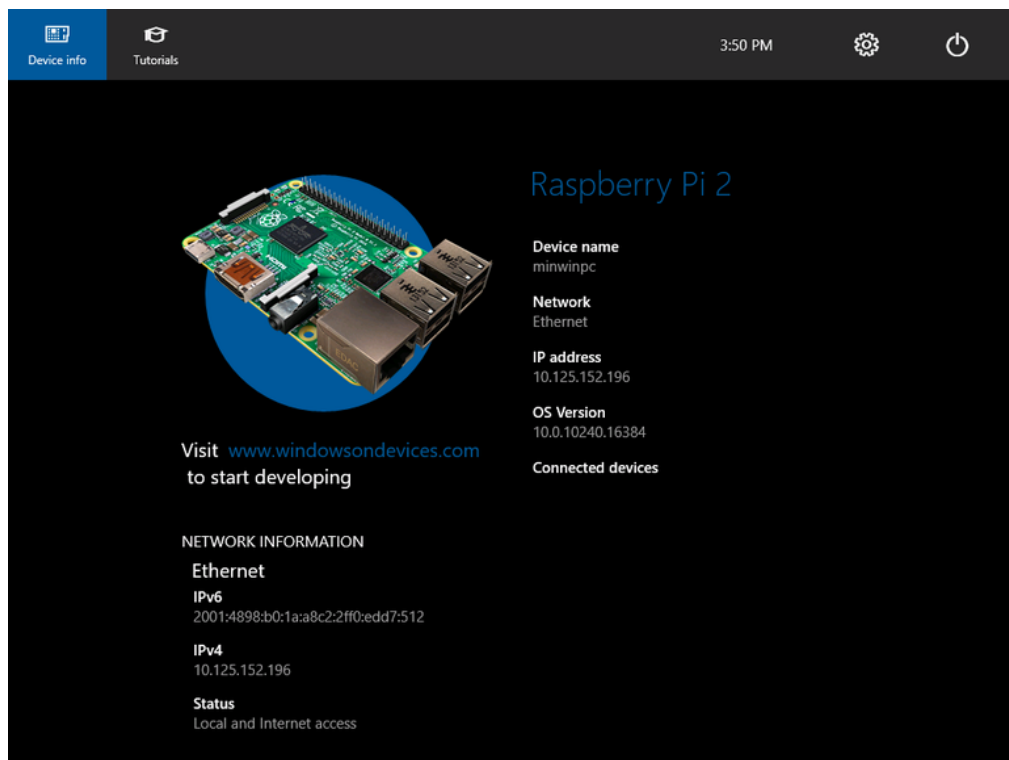 Device info
Tutorials
3:50 PM
Raspberry Pi 2
Device name
minwinpc
Network
Ethernet
IP address
10.125.152.196
OS Version
10.0.10240.16384
Connected devices
HDMI
EDAC
Visit www.windowsondevices.com
to start developing
NETWORK INFORMATION
Ethernet
IPv6
2001:4898:b0:1a:a8c2:2ff0:edd7:512
IPv4
10.125.152.196
Status
Local and Internet access